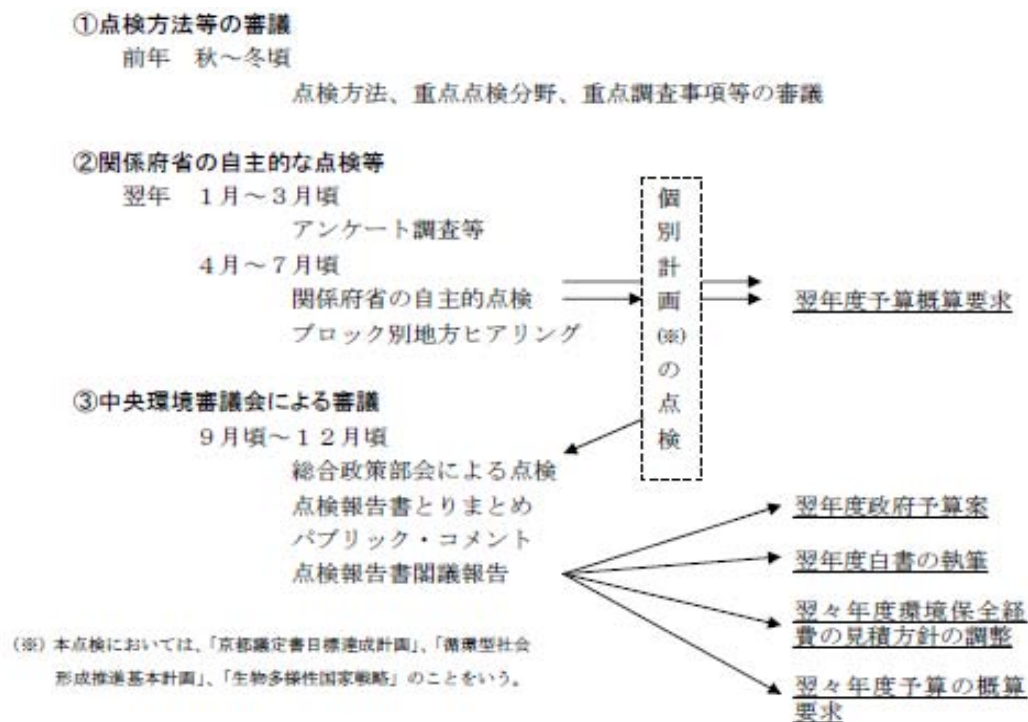 ①点検方法等の審議
前年　秋～冬頃
点検方法、重点点検分野、重点調査事項等の審議
②関係府省の自主的な点検等
翌年　１月～３月頃
アンケート調査等
４月～７月頃
関係府省の自主的点検
ブロック別地方ヒアリング
個別計画(※)の点検
翌年度予算概算要求
③中央環境審議会による審議
９月頃～１２月頃
総合政策部会による点検
点検報告書とりまとめ
パブリック・コメント
点検報告書閣議報告
翌年度政府予算案
翌年度白書の執筆
翌々年度環境保全経
費の見積方針の調整
翌々年度予算の概算
要求
(※) 本点検においては、「京都議定書目標達成計画」、「循環型社会
形成推進基本計画」、「生物多様性国家戦略」のことをいう。